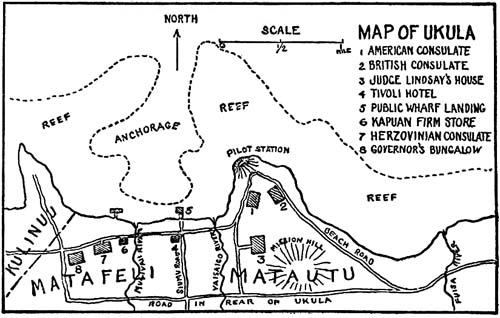 NORTH
SCALE
½
MILE
MAP OF UKULA
1 AMERICAN CONSULATE
2 BRITISH CONSULATE
3 JUDGE LINDSAY'S HOUSE
4 TIVOLI HOTEL
5 PUBLIC WHARF LANDING
6 KAPUAN FIRM STORE
7 HERZOVINIAN CONSULATE
8 GOVERNOR'S BUNGALOW
REEF
ANCHORAGE
REEF
PILOT STATION
REEF
5
1
2
BEACH ROAD
KULINUU
8
7
6
4
3
MISSION HILL
VAISAIGO RIVER
RIVER
MATAFELI
MATAUTU
ROAD IN REAR OF UKULA